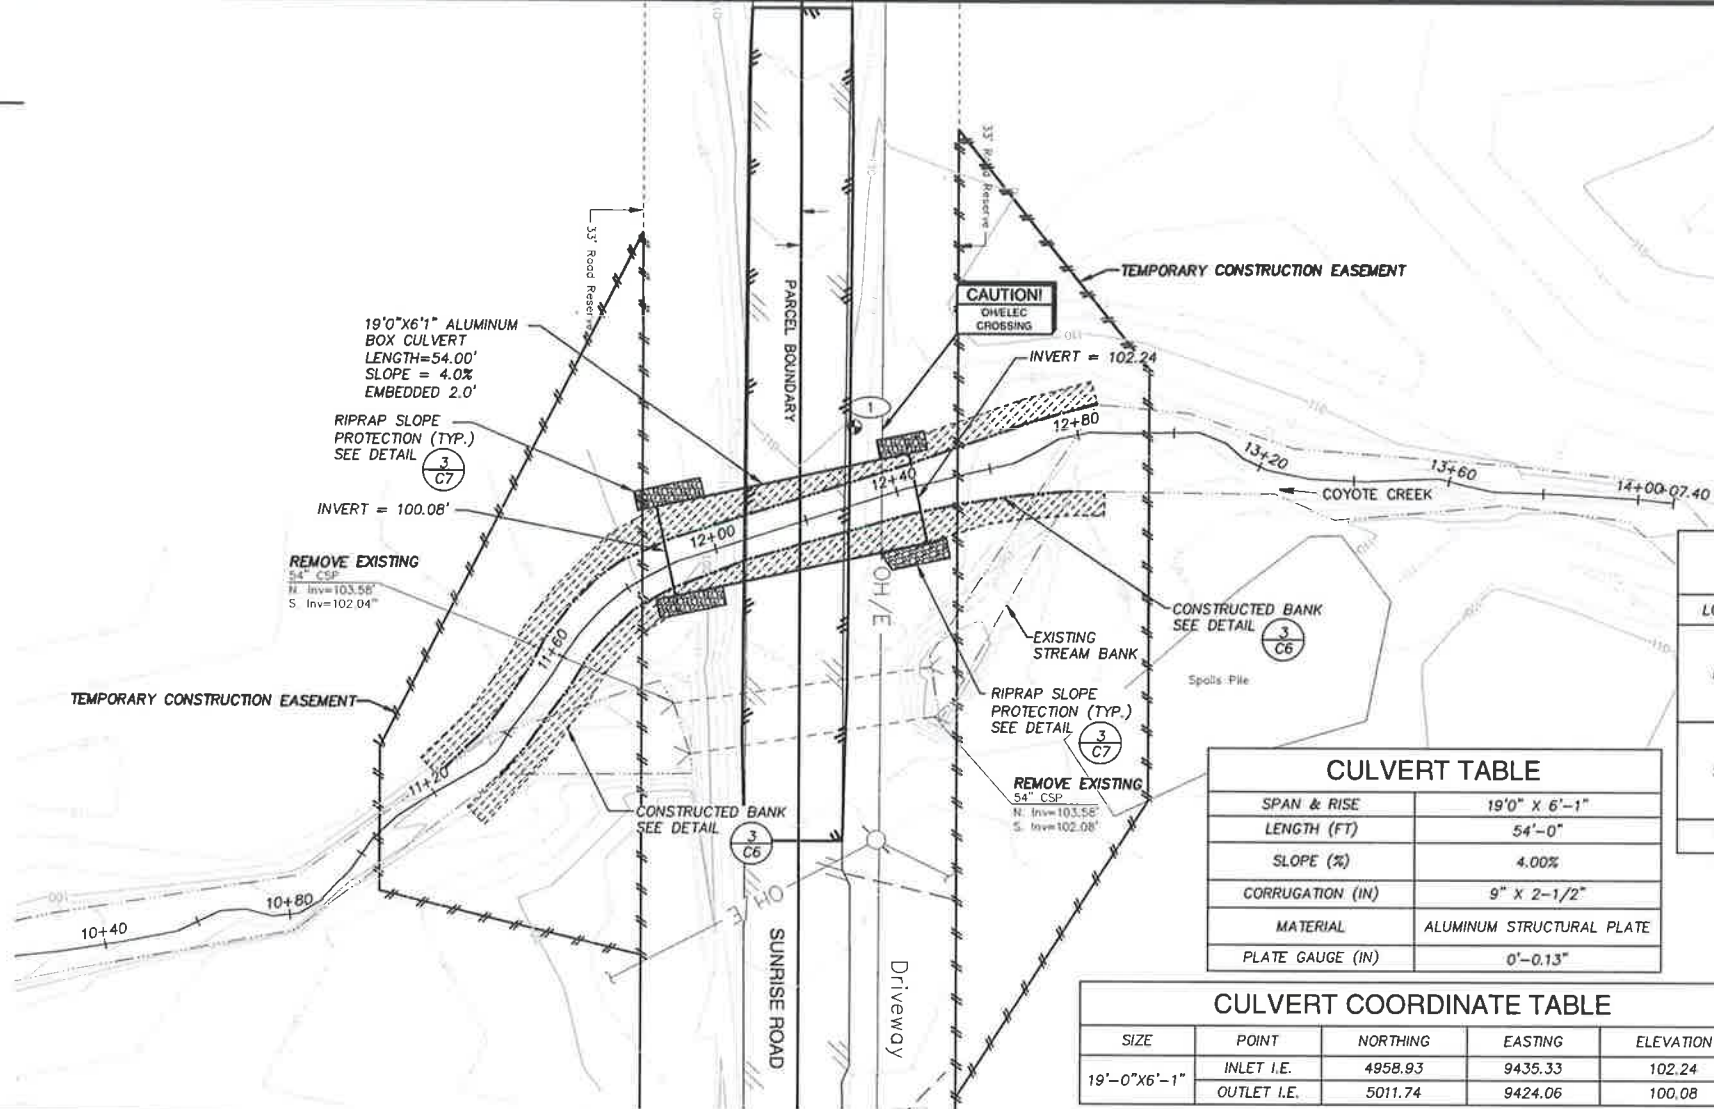 33' Road Reserve
33' Road Reserve
PARCEL BOUNDARY
TEMPORARY CONSTRUCTION EASEMENT
CAUTION!
OH/ELEC
CROSSING
INVERT = 102.24
19'0"X6'1" ALUMINUM
BOX CULVERT
LENGTH=54.00'
SLOPE = 4.0%
EMBEDDED 2.0'
RIPRAP SLOPE
PROTECTION (TYP.)
SEE DETAIL
3
C7
INVERT = 100.08'
1
12+80
12+40
12+00
13+20
13+60
14+00
07.40
COYOTE CREEK
REMOVE EXISTING
54" CSP
N. Inv=103.58'
S. Inv=102.04"
OH/E
CONSTRUCTED BANK
SEE DETAIL
3
C6
EXISTING
STREAM BANK
11+60
Spoils Pile
TEMPORARY CONSTRUCTION EASEMENT
RIPRAP SLOPE
PROTECTION (TYP.)
SEE DETAIL
3
C7
11+20
REMOVE EXISTING
54" CSP
N. Inv=103.58'
S. Inv=102.08'
CONSTRUCTED BANK
SEE DETAIL
3
C6
OH E
10+80
10+40
SUNRISE ROAD
Driveway
CULVERT TABLE
SPAN & RISE 19'0" X 6'-1"
LENGTH (FT) 54'-0"
SLOPE (%) 4.00%
CORRUGATION (IN) 9" X 2-1/2"
MATERIAL ALUMINUM STRUCTURAL PLATE
PLATE GAUGE (IN) 0'-0.13"
CULVERT COORDINATE TABLE
SIZE POINT NORTHING EASTING ELEVATION
19'-0"X6'-1" INLET I.E. 4958.93 9435.33 102.24
OUTLET I.E. 5011.74 9424.06 100.08